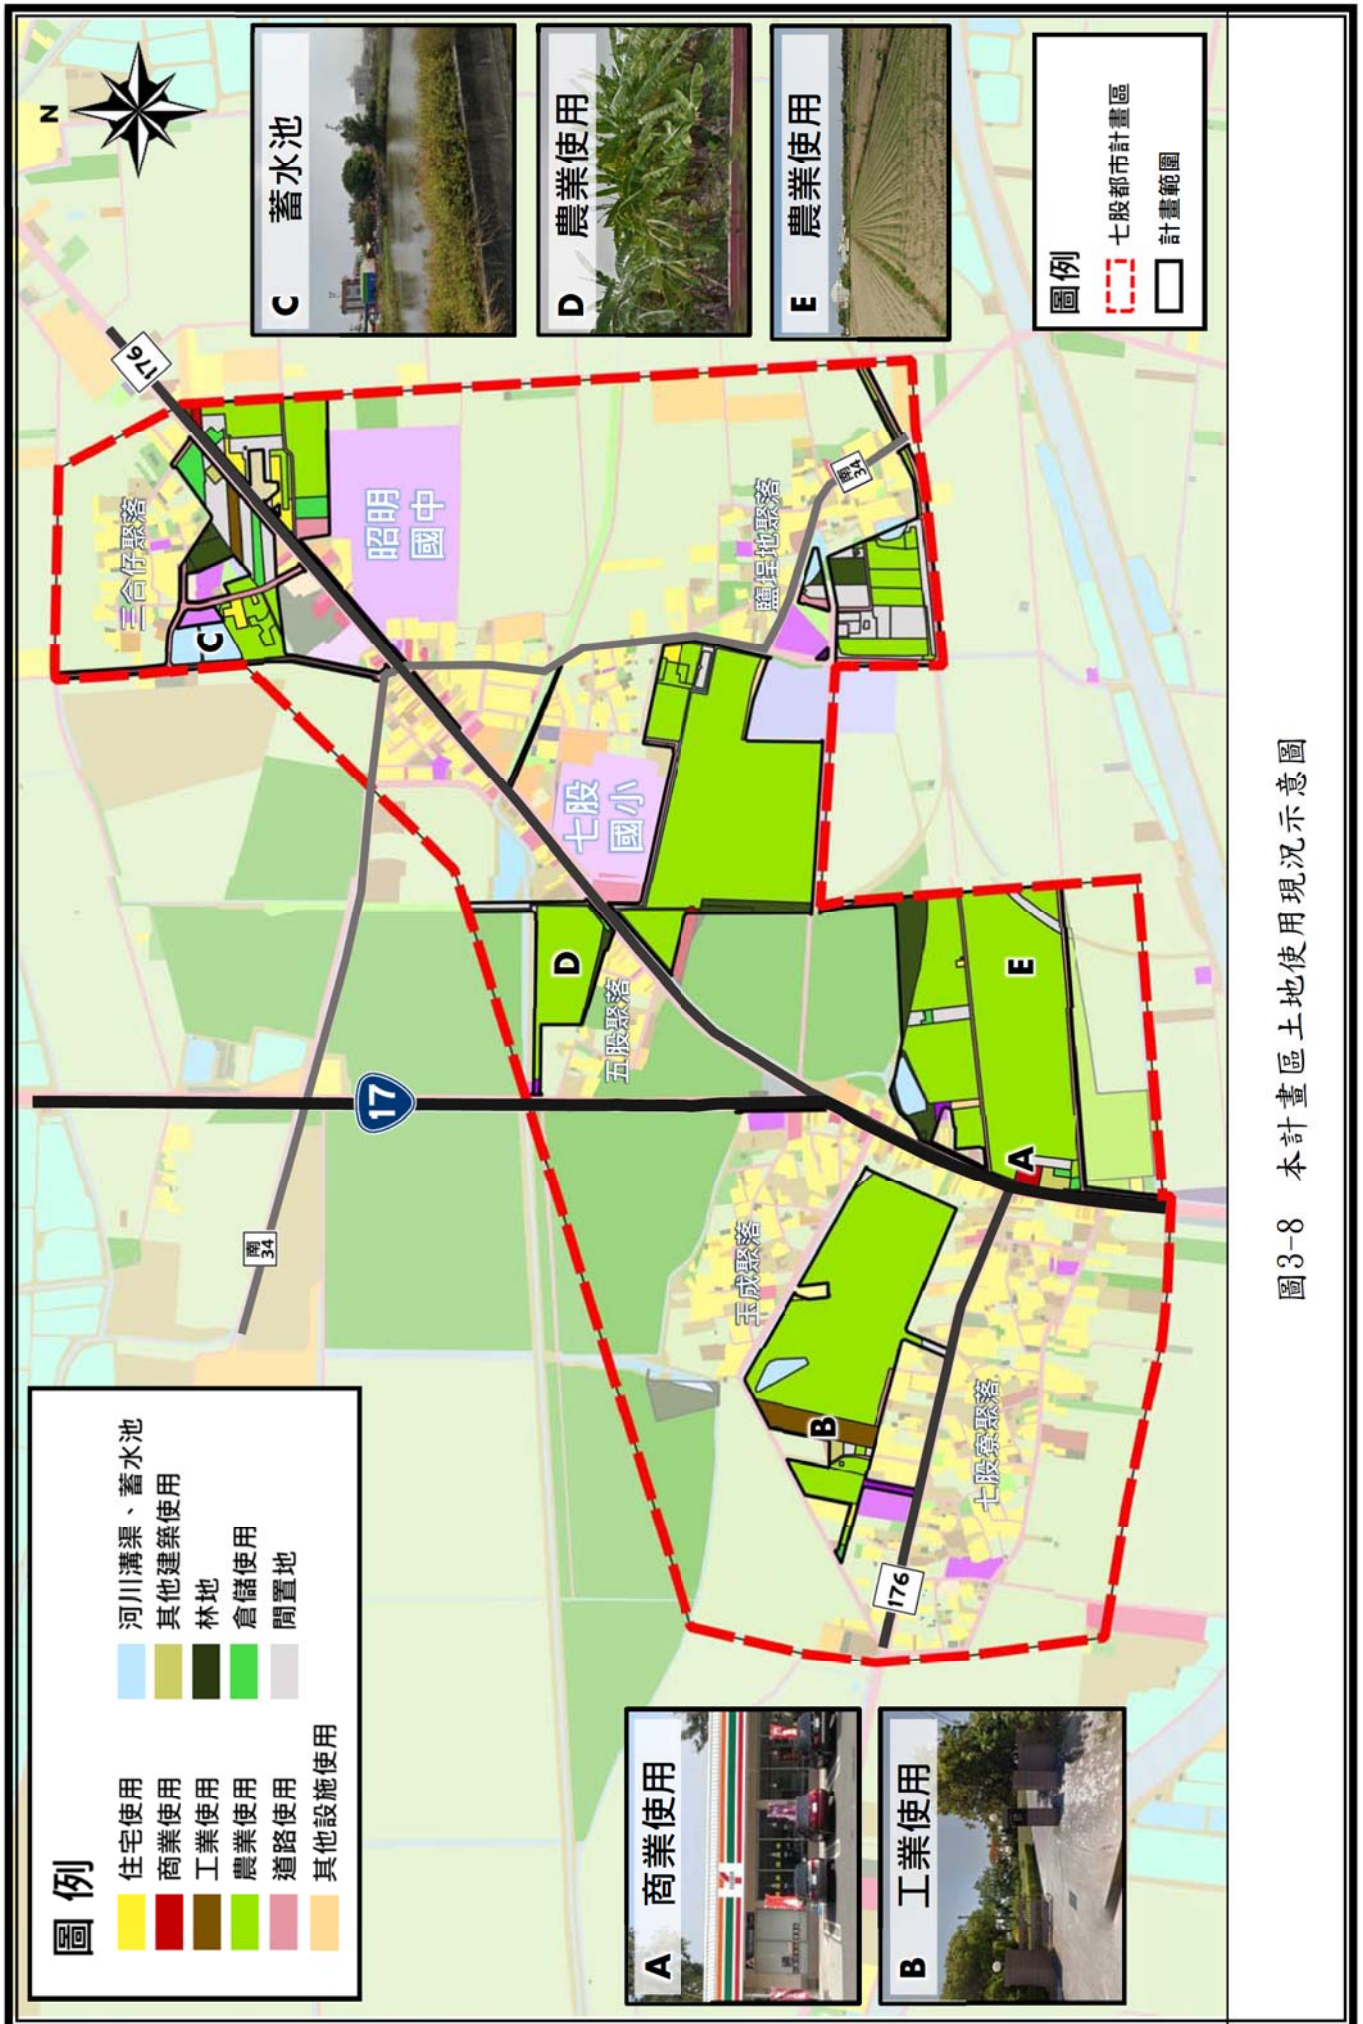 圖例
住宅使用
商業使用
工業使用
農業使用
道路使用
其他設施使用
河川溝渠、蓄水池
其他建築使用
林地
倉儲使用
閒置地
N
C 蓄水池
D 農業使用
E 農業使用
圖例
七股都市計畫區
計畫範圍
A 商業使用
B 工業使用
176
三合仔聚落
C
昭明
國中
鹽埕地聚落
南
34
七股
國小
D
五股聚落
17
南
34
E
A
玉成聚落
B
七股寮聚落
176
圖3-8 本計畫區土地使用現況示意圖